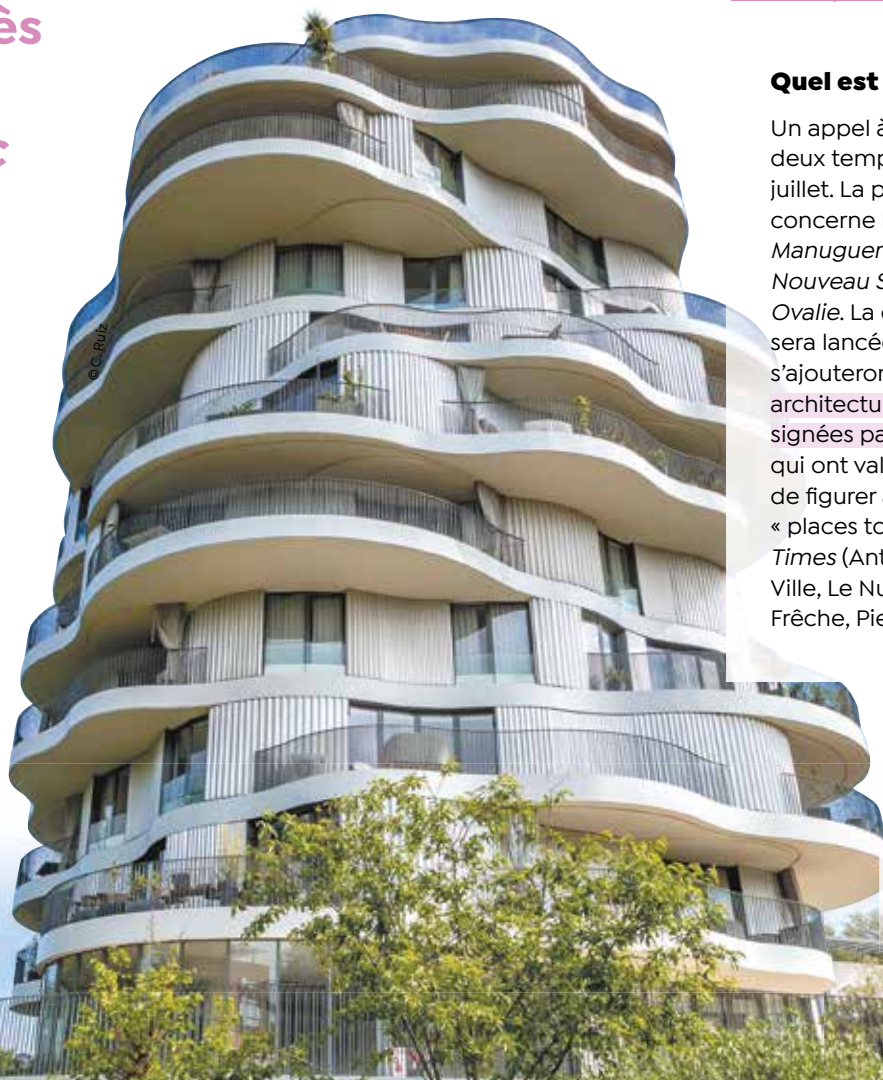 ès
c
© C. Ruiz
Quel est
Un appel à
deux temp
juillet. La p
concerne
Manuguer
Nouveau S
Ovalie. La
sera lancée
s’ajouteron
architectu
signées pa
qui ont val
de figurer
« places to
Times (Ant
Ville, Le Nu
Frêche, Pie